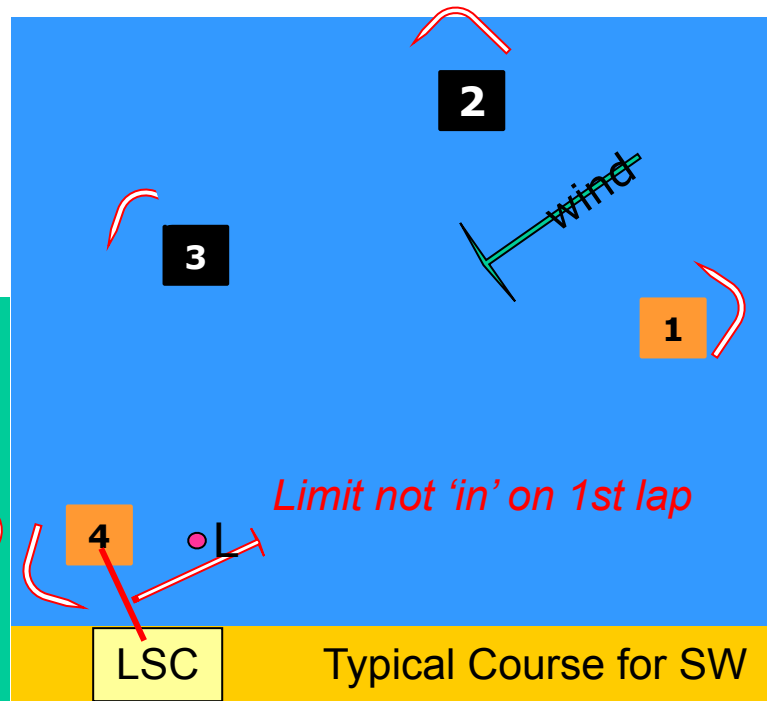 2
wind
3
1
Limit not ‘in’ on 1st lap
4
L
LSC
Typical Course for SW